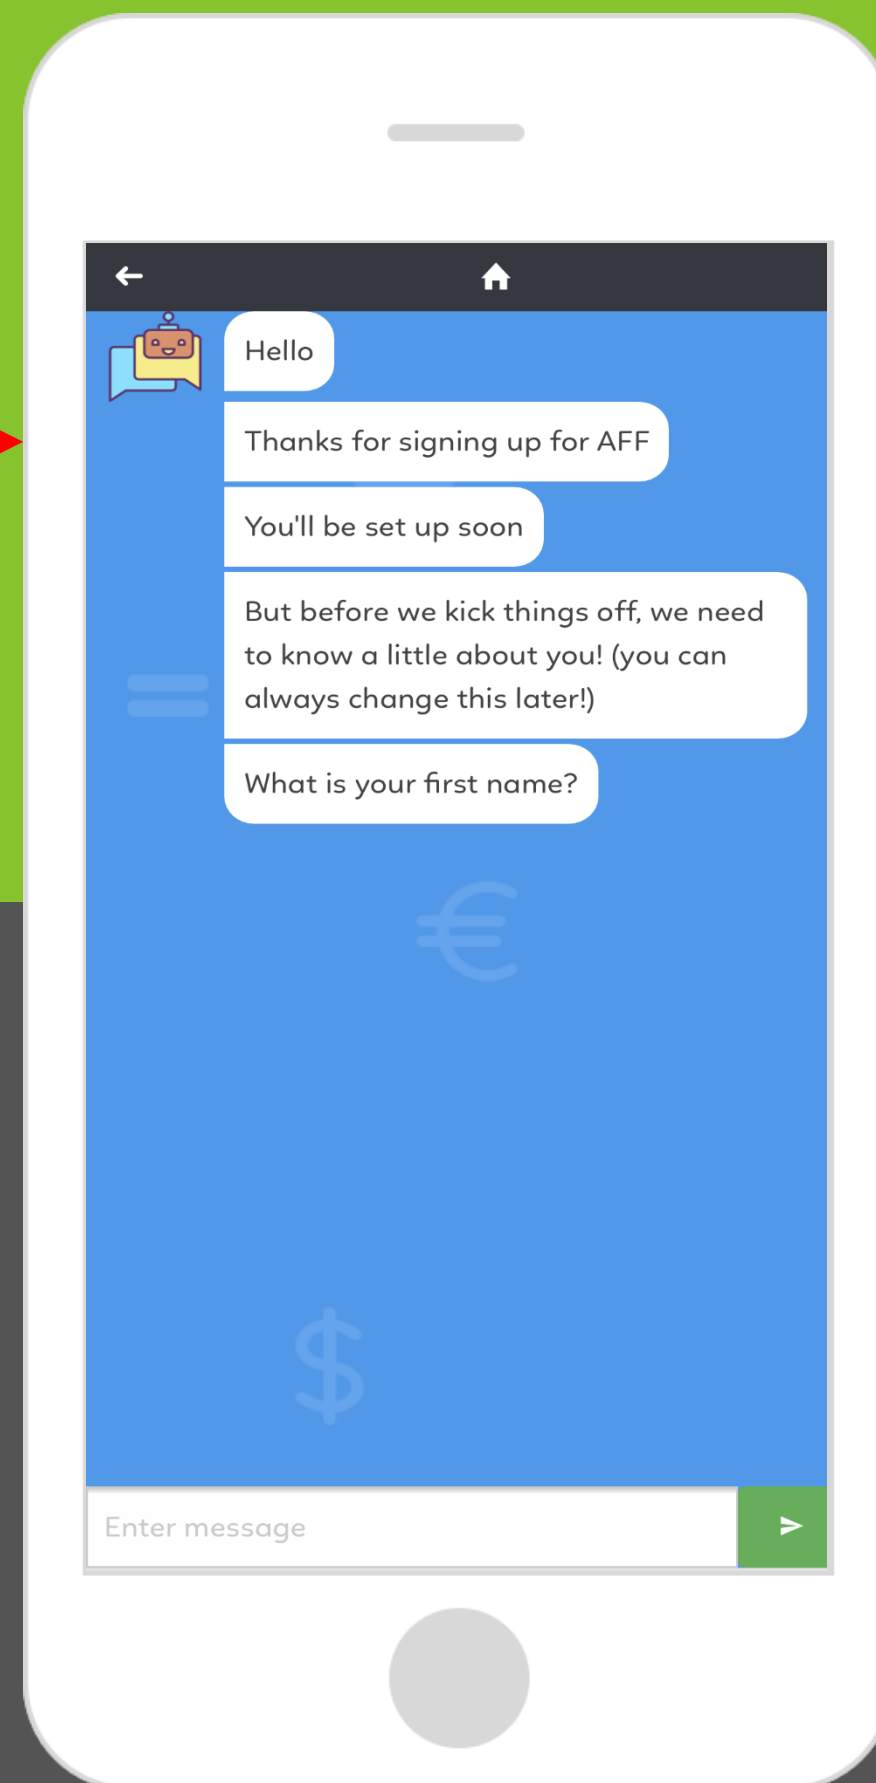 Hello
Thanks for signing up for AFF
You'll be set up soon
But before we kick things off, we need
to know a little about you! (you can
always change this later!)
What is your first name?
€
$
Enter message